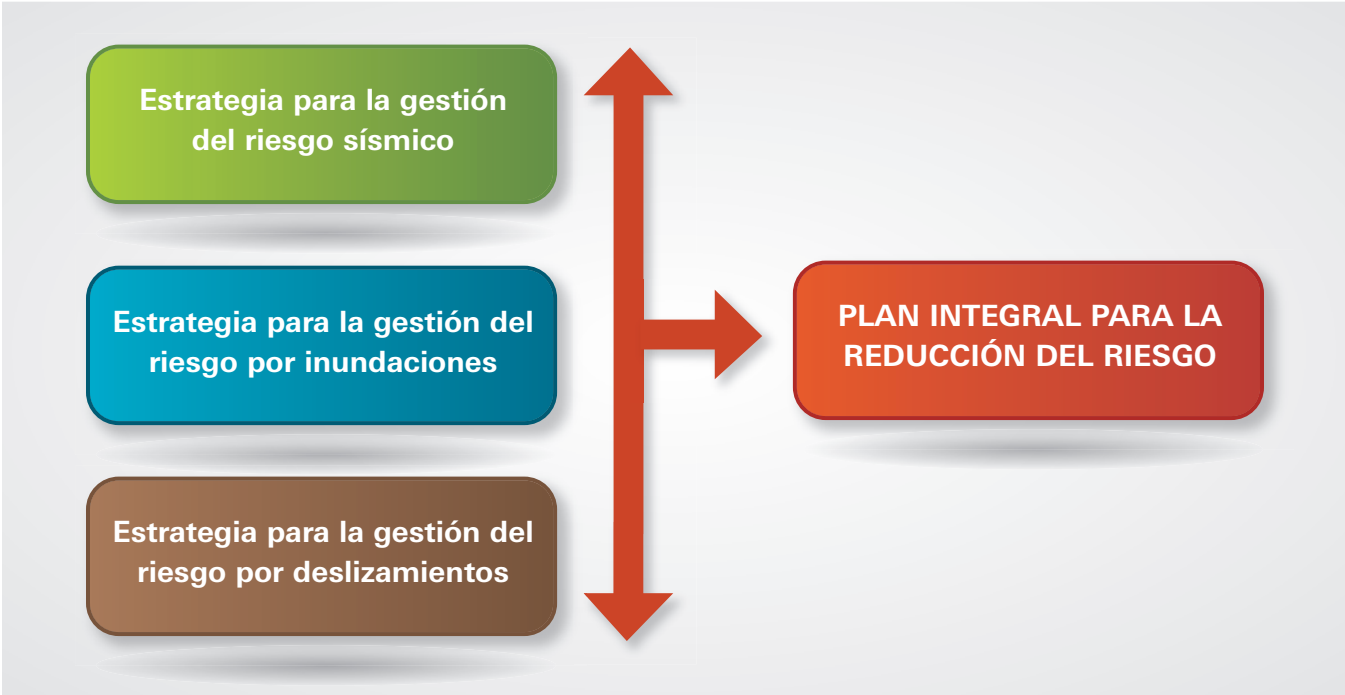 Estrategia para la gestión
del riesgo sísmico
Estrategia para la gestión del
riesgo por inundaciones
Estrategia para la gestión del
riesgo por deslizamientos
PLAN INTEGRAL PARA LA
REDUCCIÓN DEL RIESGO